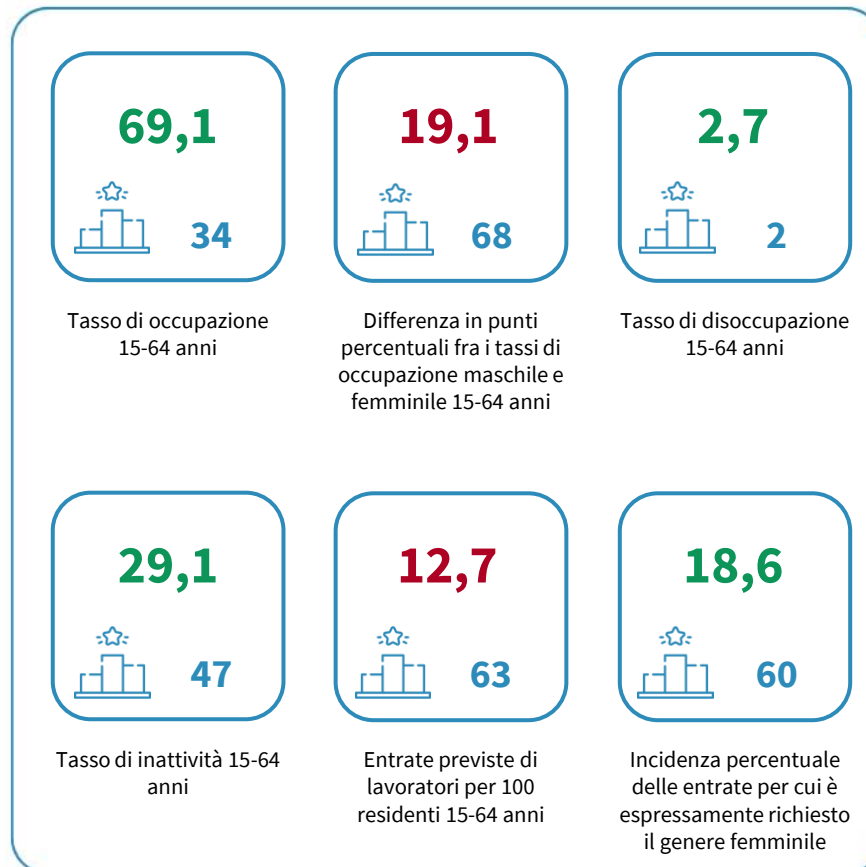 69,1
34
Tasso di occupazione
15-64 anni
19,1
68
Differenza in punti
percentuali fra i tassi di
occupazione maschile e
femminile 15-64 anni
2,7
2
Tasso di disoccupazione
15-64 anni
29,1
47
Tasso di inattività 15-64
anni
12,7
63
Entrate previste di
lavoratori per 100
residenti 15-64 anni
18,6
60
Incidenza percentuale
delle entrate per cui è
espressamente richiesto
il genere femminile